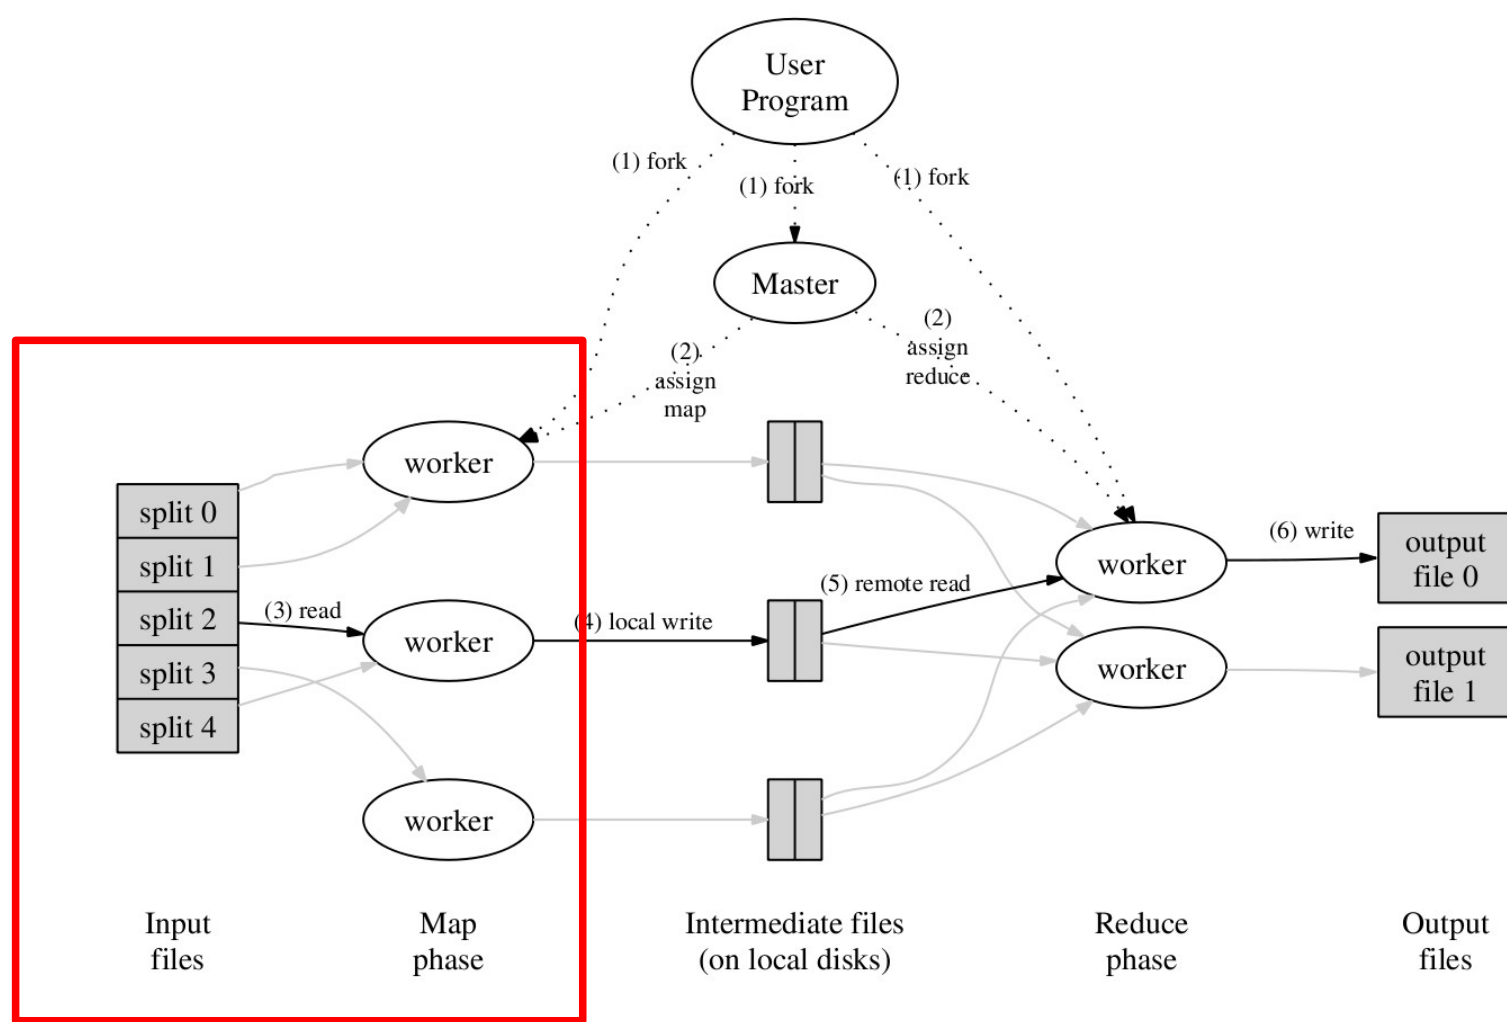 User
Program
(1) fork
(1) fork
(1) fork
Master
(2)
assign
map
(2)
assign
reduce
split 0
split 1
split 2
split 3
split 4
(3) read
worker
worker
worker
(4) local write
(5) remote read
worker
worker
(6) write
output
file 0
output
file 1
Input
files
Map
phase
Intermediate files
(on local disks)
Reduce
phase
Output
files